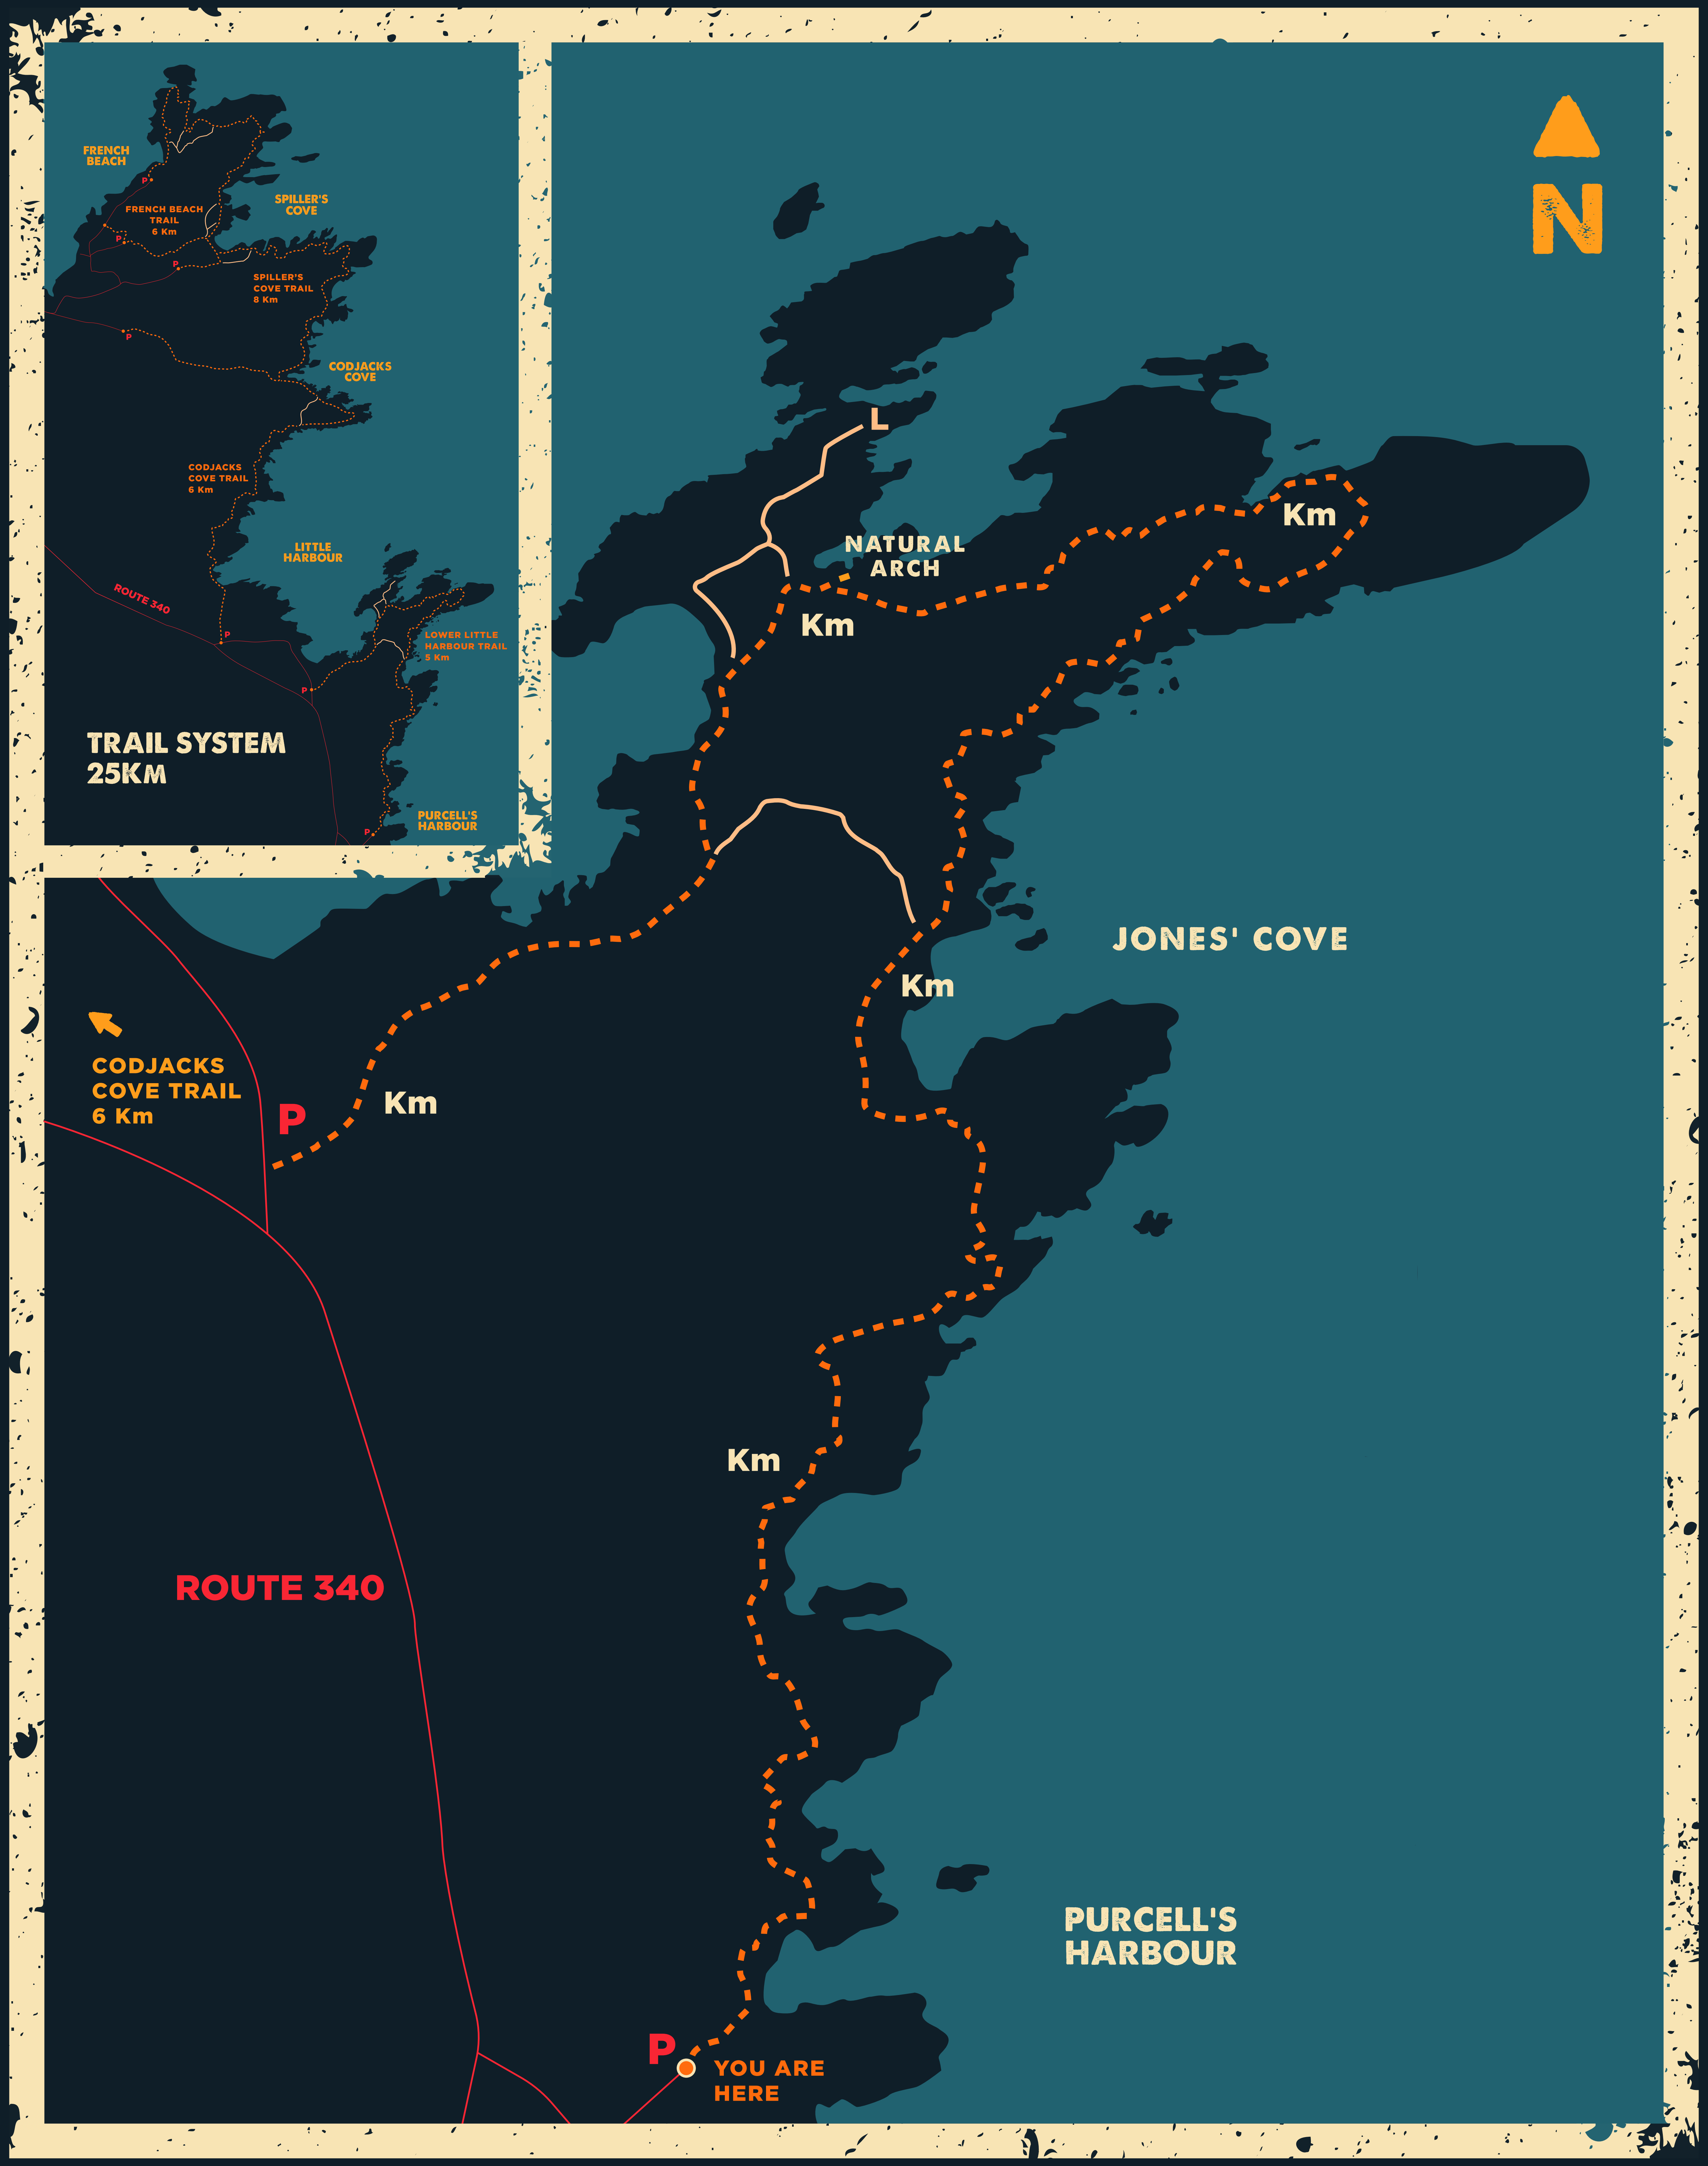 FRENCH
BEACH
P
FRENCH BEACH
TRAIL
6 Km
SPILLER'S
COVE
P
P
SPILLER'S
COVE TRAIL
8 Km
P
CODJACKS
COVE
CODJACKS
COVE TRAIL
6 Km
LITTLE
HARBOUR
ROUTE 340
P
LOWER LITTLE
HARBOUR TRAIL
5 Km
P
TRAIL SYSTEM
25KM
PURCELL'S
HARBOUR
P
N
L
Km
NATURAL
ARCH
Km
JONES' COVE
Km
CODJACKS
COVE TRAIL
6 Km
P
Km
Km
ROUTE 340
PURCELL'S
HARBOUR
P
YOU ARE
HERE